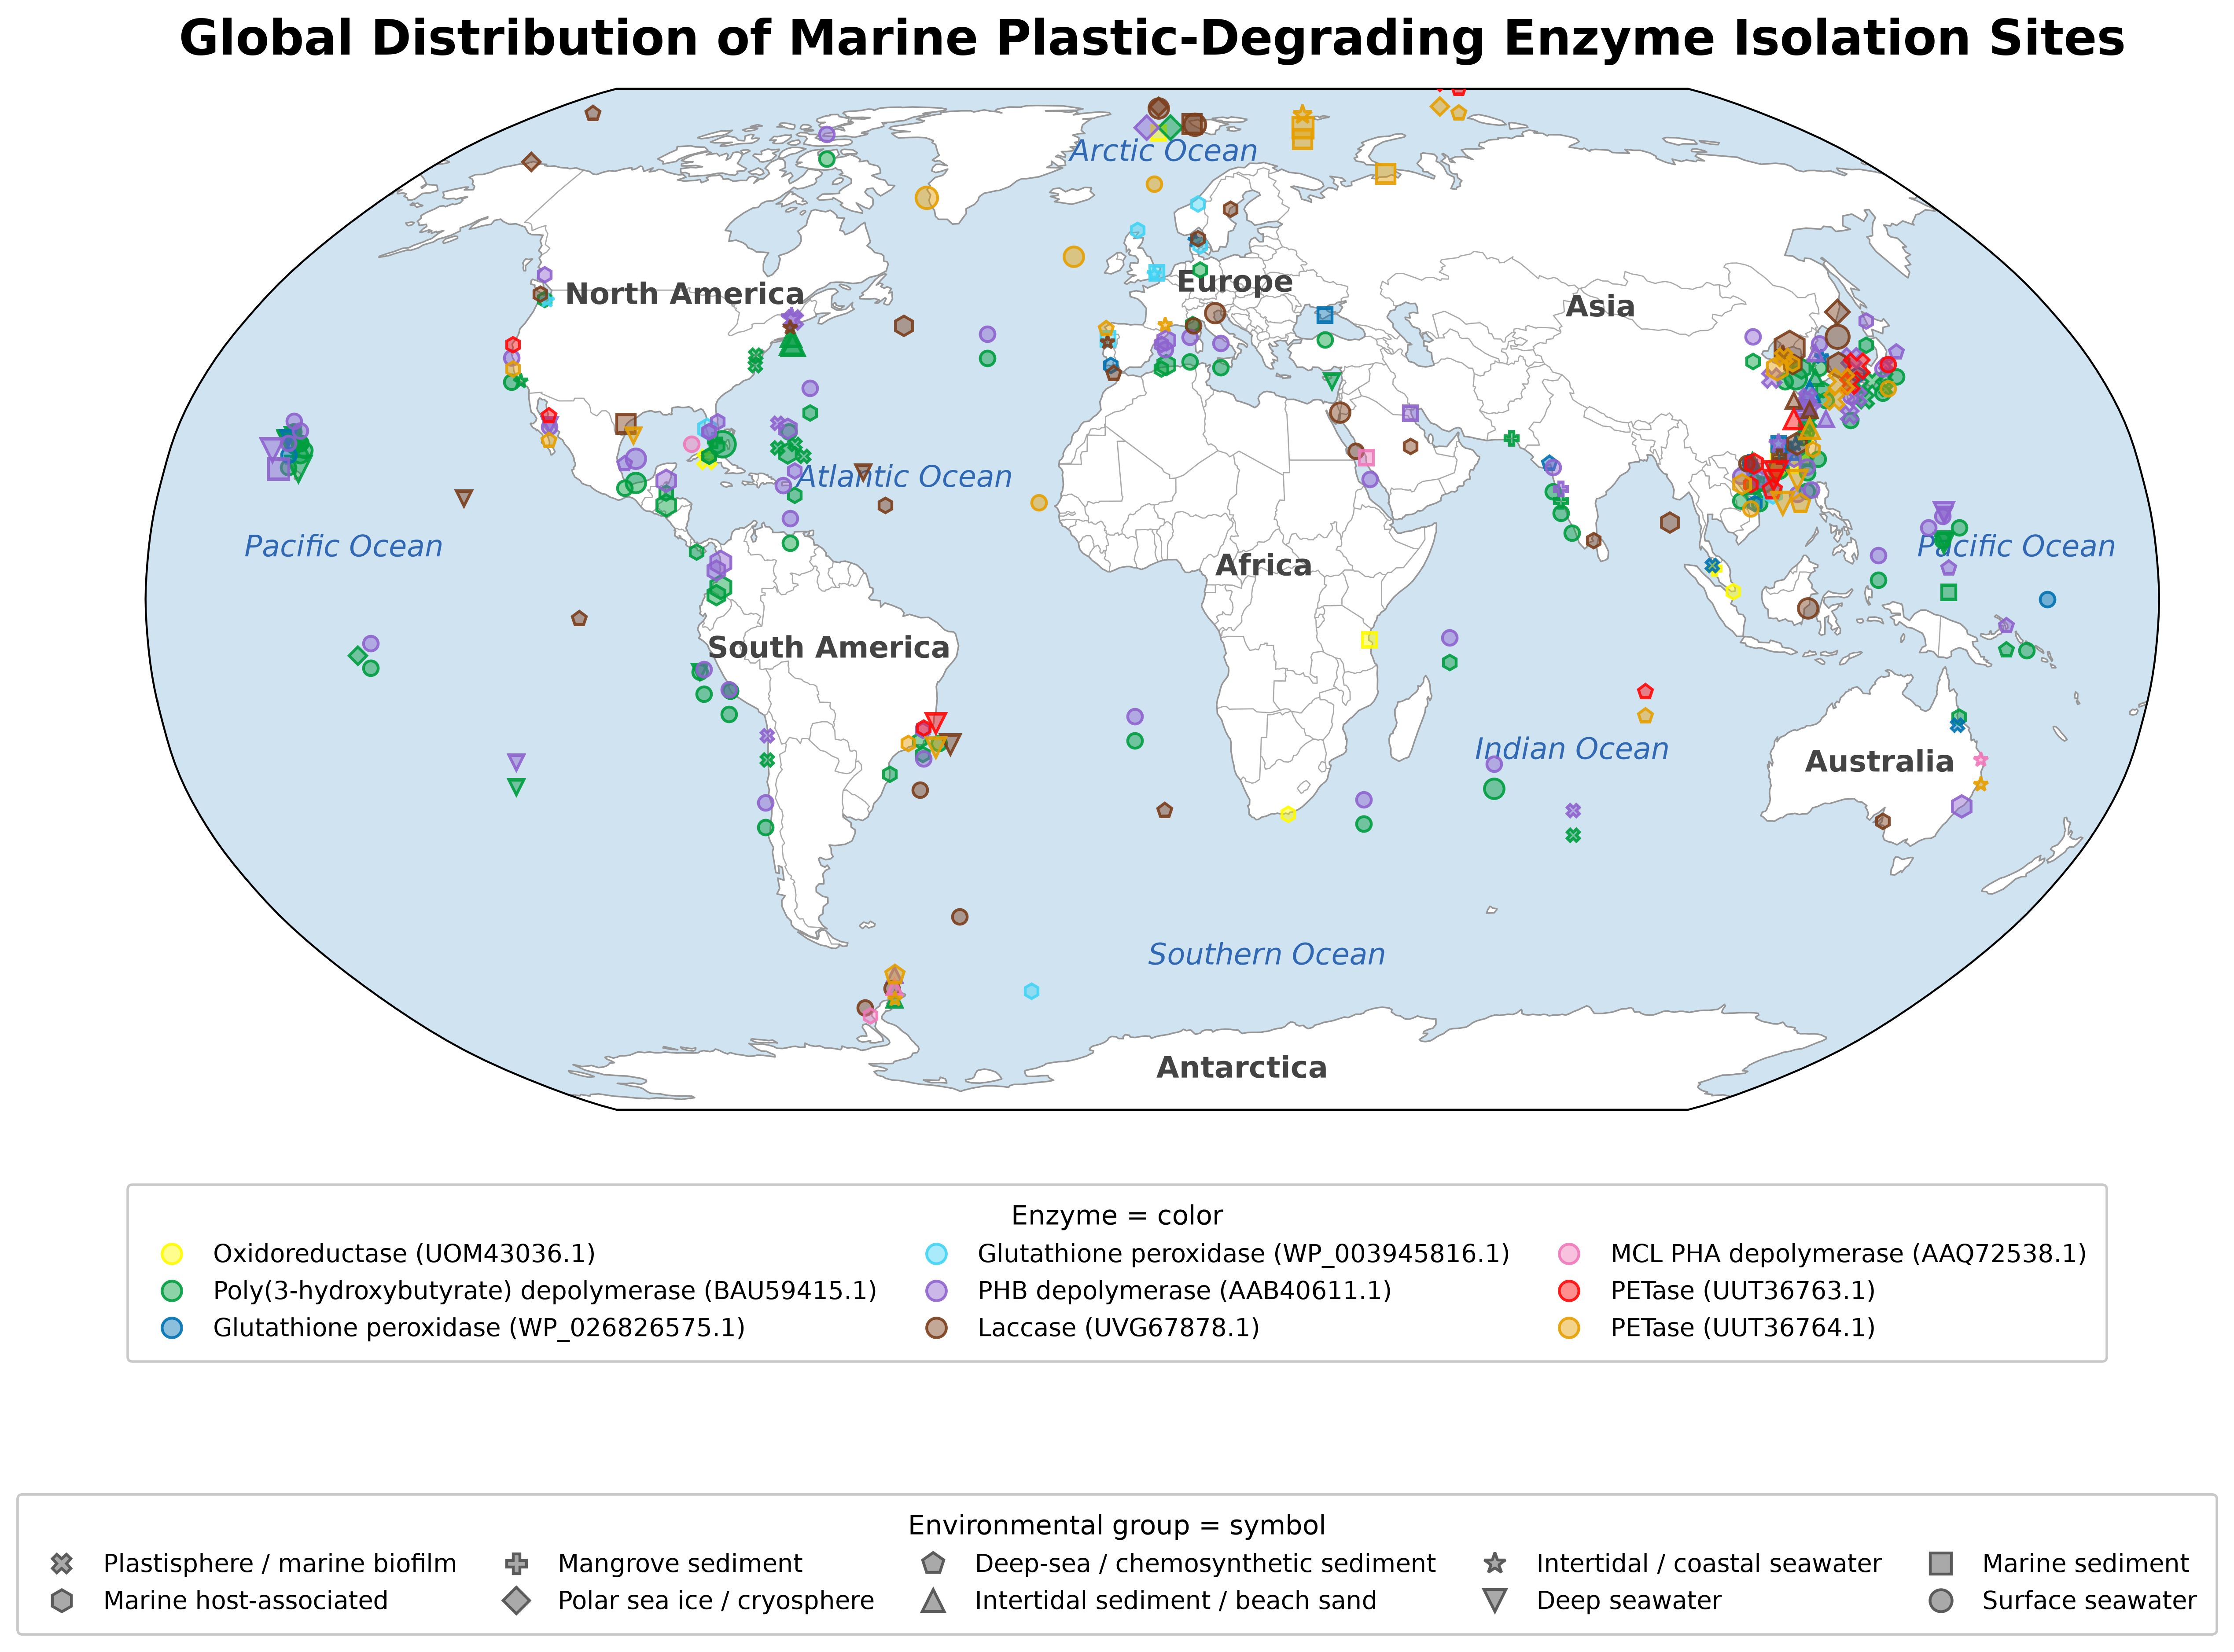 Global Distribution of Marine Plastic-Degrading Enzyme Isolation Sites
Arctic Ocean
North America
Europe
Asia
Atlantic Ocean
Pacific Ocean
Pacific Ocean
Africa
South America
Indian Ocean
Australia
Southern Ocean
Antarctica
Enzyme = color
Oxidoreductase (UOM43036.1)
Glutathione peroxidase (WP_003945816.1)
MCL PHA depolymerase (AAQ72538.1)
Poly(3-hydroxybutyrate) depolymerase (BAU59415.1)
PHB depolymerase (AAB40611.1)
PETase (UUT36763.1)
Glutathione peroxidase (WP_026826575.1)
Laccase (UVG67878.1)
PETase (UUT36764.1)
Environmental group = symbol
Plastisphere / marine biofilm
Mangrove sediment
Deep-sea / chemosynthetic sediment
Intertidal / coastal seawater
Marine sediment
Marine host-associated
Polar sea ice / cryosphere
Intertidal sediment / beach sand
Deep seawater
Surface seawater